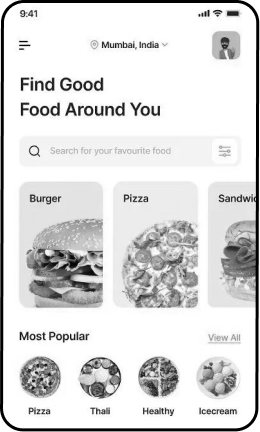 9:41
Mumbai, India
Find Good
Food Around You
Search for your favourite food
Burger
Pizza
Sandwic
Most Popular
View All
Pizza
Thali
Healthy
Icecream